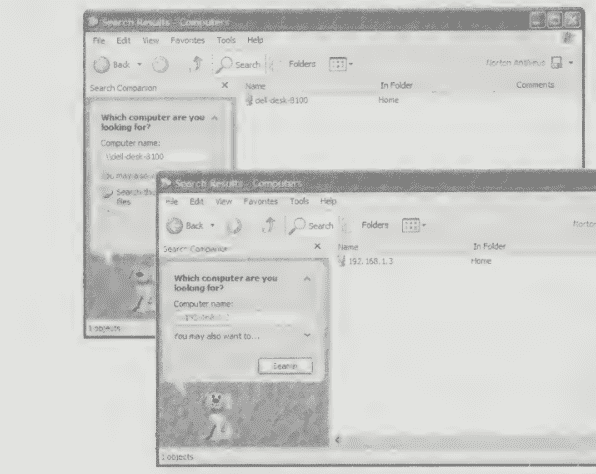 Search Results - Computers
File Edit View Favorites Tools Help
Back Search Folders Norton AntiVirus
Search Companion Name In Folder Comments
dell-desk-8100 Home
Which computer are you looking for?
Computer name:
\\dell-desk-8100
files
1 objects
Search Results - Computers
File Edit View Favorites Tools Help
Back Search Folders Norton
Search Companion Name In Folder
192.168.1.3 Home
Which computer are you
looking for?
Computer name:
You may also want to...
Search
1 objects